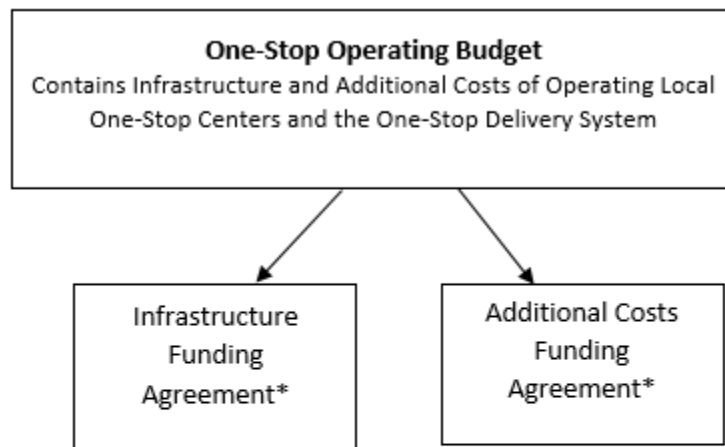 One-Stop Operating Budget
Contains Infrastructure and Additional Costs of Operating Local
One-Stop Centers and the One-Stop Delivery System
Infrastructure
Funding
Agreement*
Additional Costs
Funding
Agreement*